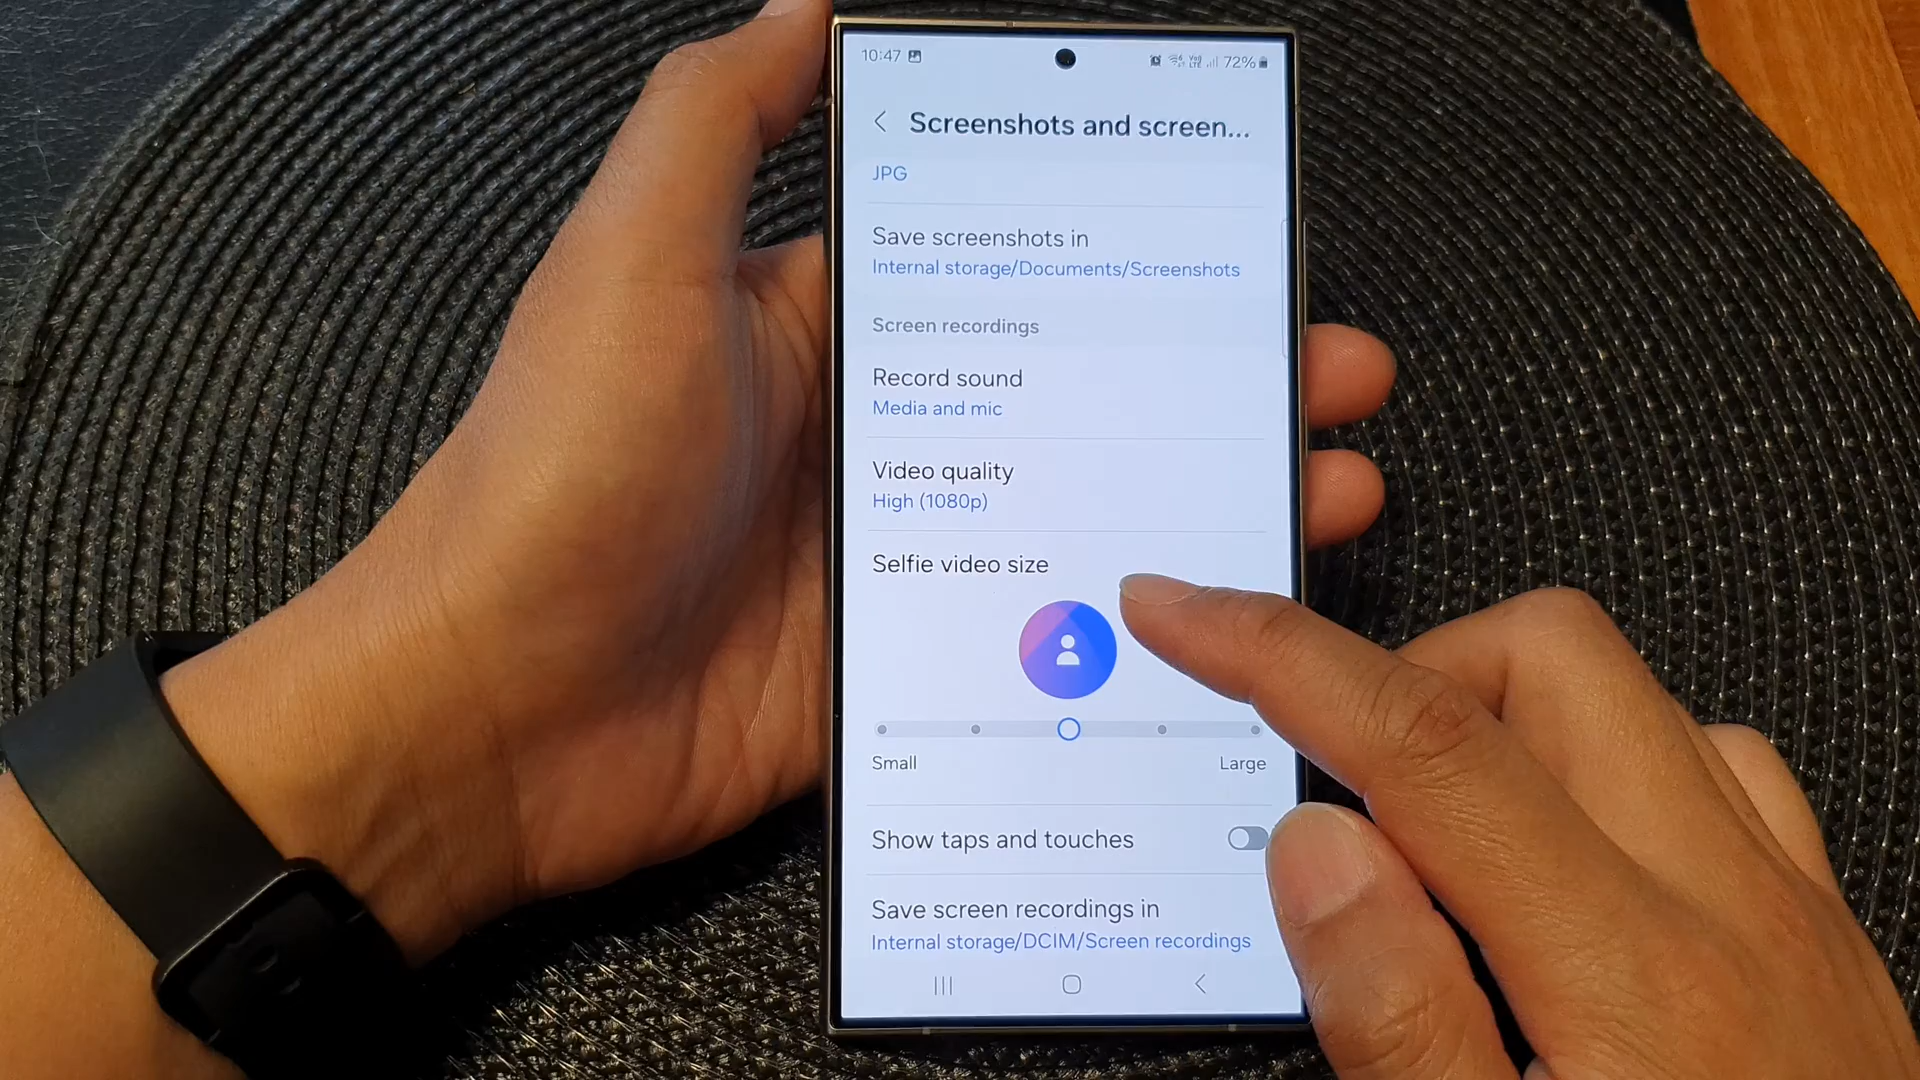 10:47 72%
Screenshots and screen...
JPG
Save screenshots in
Internal storage/Documents/Screenshots
Screen recordings
Record sound
Media and mic
Video quality
High (1080p)
Selfie video size
Small Large
Show taps and touches
Save screen recordings in
Internal storage/DCIM/Screen recordings